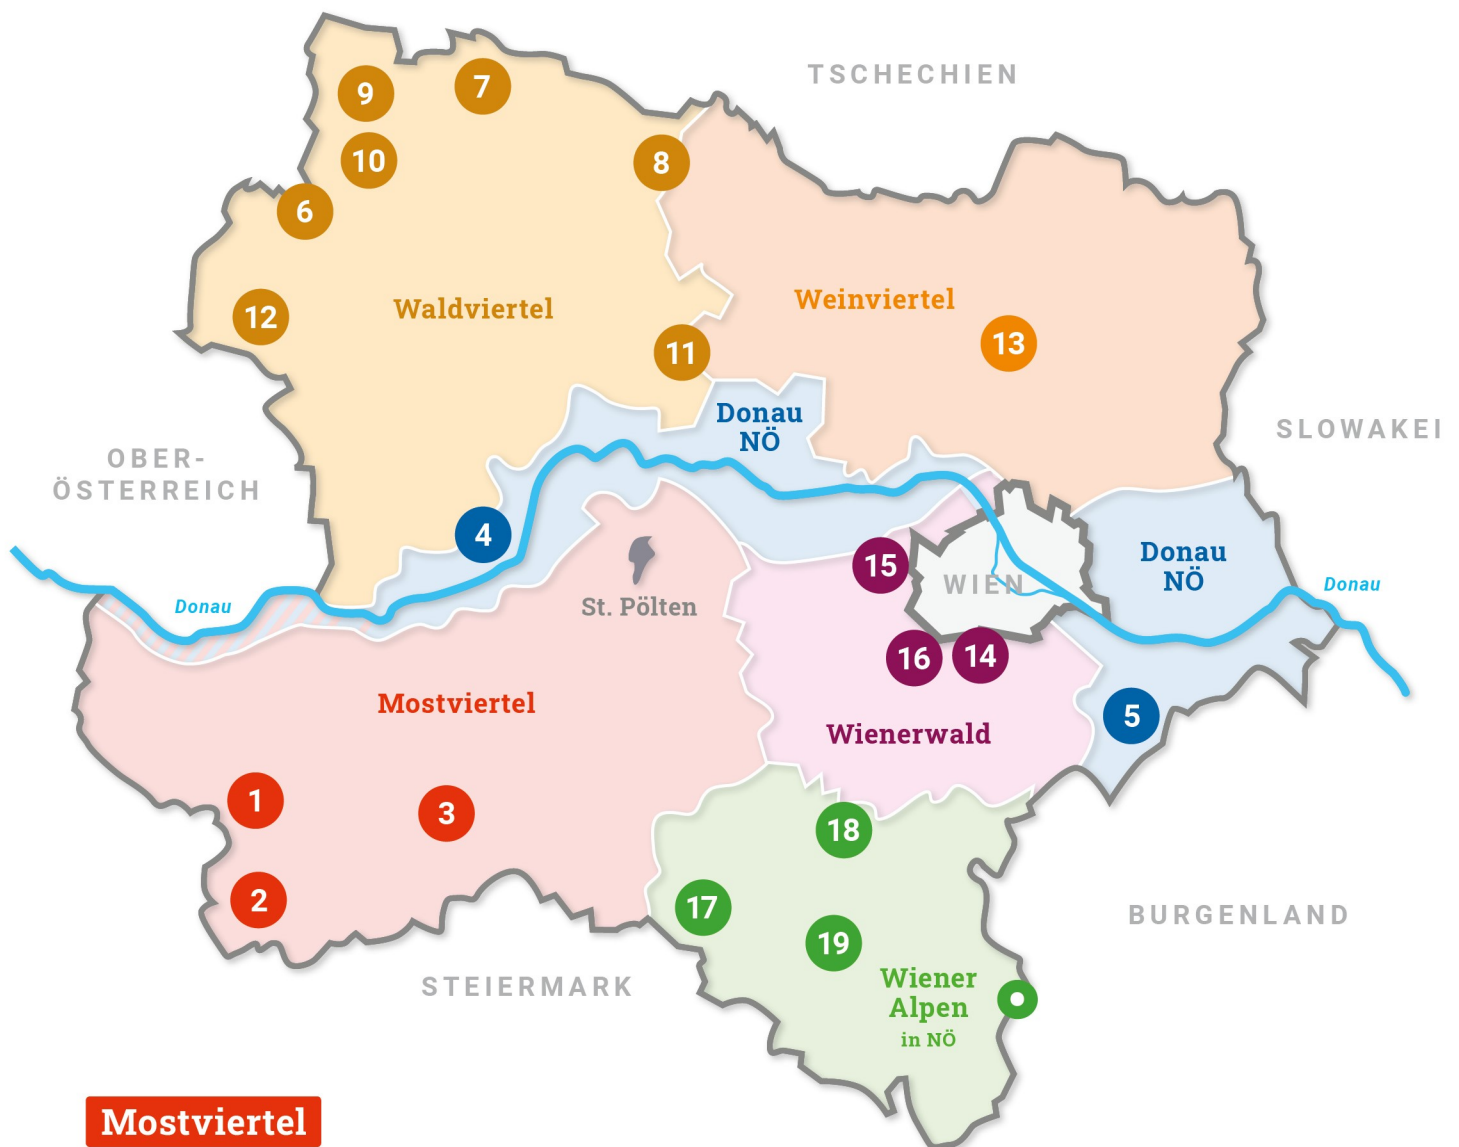 TSCHECHIEN
9
7
10
8
6
12
Waldviertel
Weinviertel
13
11
Donau
NÖ
SLOWAKEI
OBER-
ÖSTERREICH
4
15
WIEN
Donau
NÖ
Donau
Donau
St. Pölten
16
14
Mostviertel
Wienerwald
5
1
3
18
2
17
19
BURGENLAND
STEIERMARK
Wiener
Alpen
in NÖ
Mostviertel